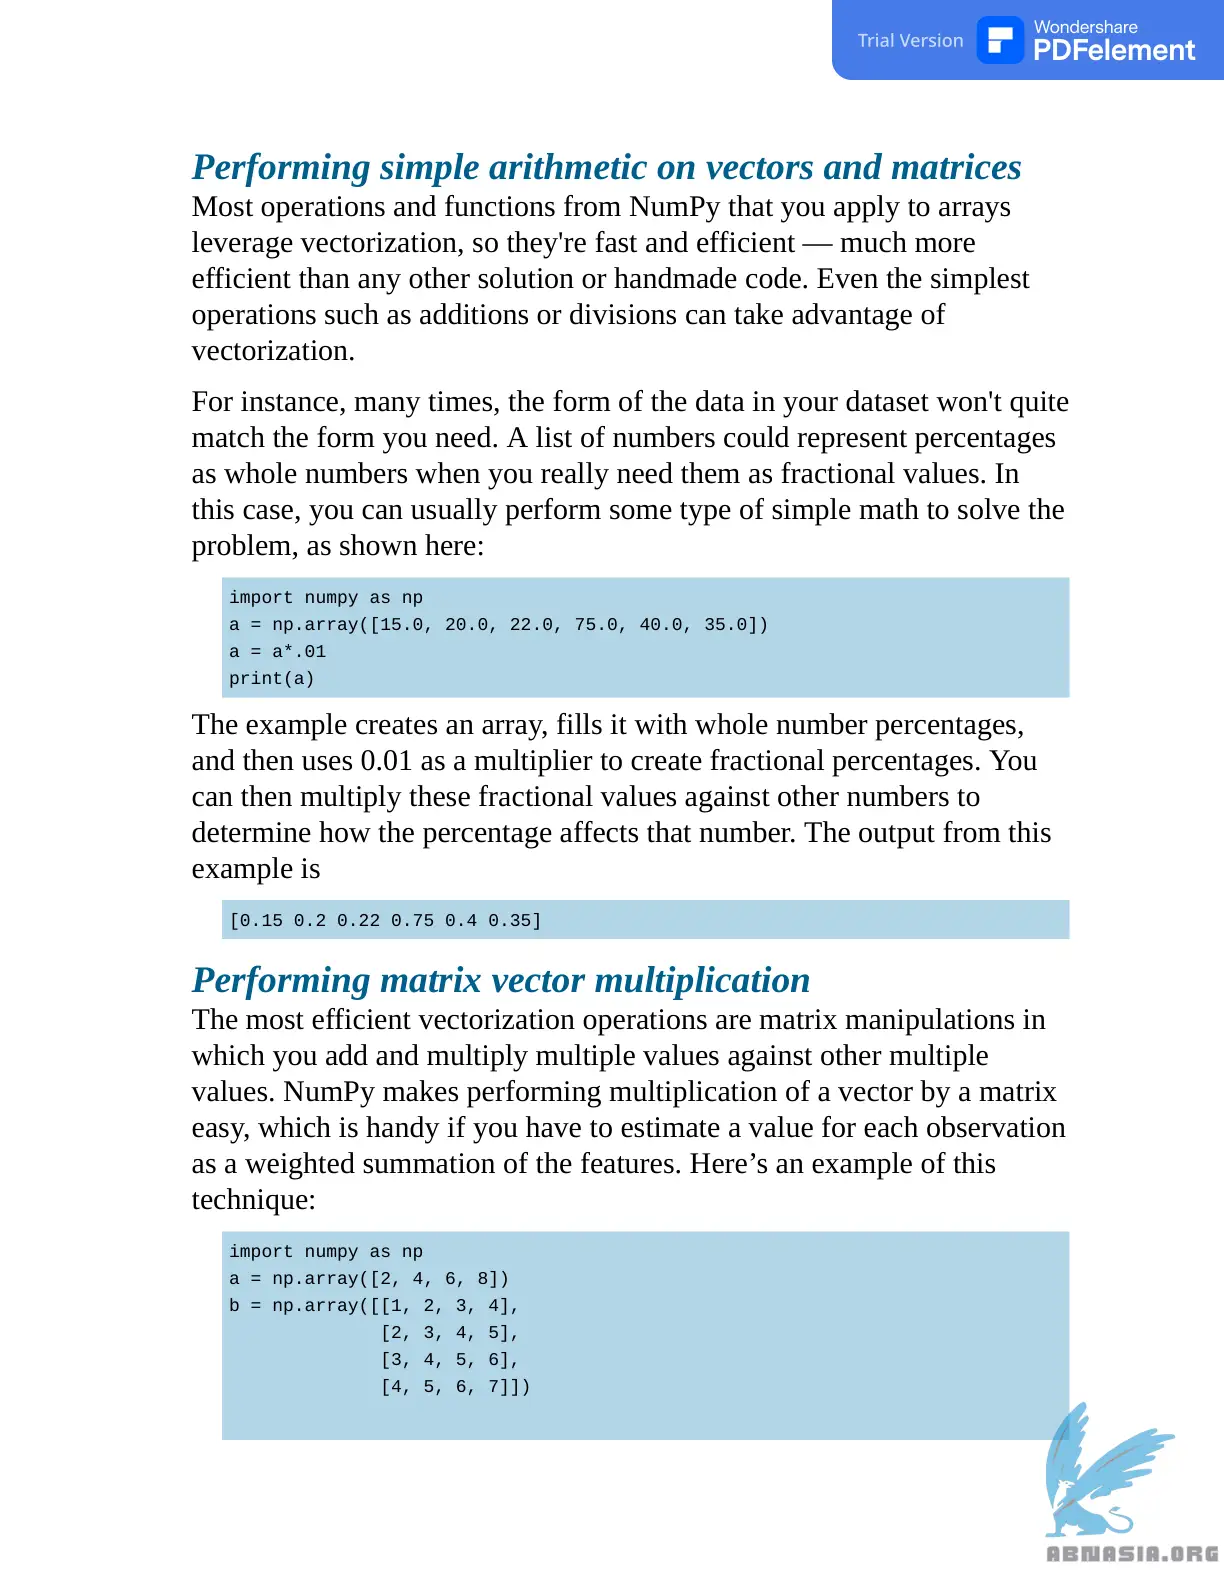 Trial Version
Wondershare
PDFelement
Performing simple arithmetic on vectors and matrices
Most operations and functions from NumPy that you apply to arrays
leverage vectorization, so they're fast and efficient — much more
efficient than any other solution or handmade code. Even the simplest
operations such as additions or divisions can take advantage of
vectorization.
For instance, many times, the form of the data in your dataset won't quite
match the form you need. A list of numbers could represent percentages
as whole numbers when you really need them as fractional values. In
this case, you can usually perform some type of simple math to solve the
problem, as shown here:
import numpy as np
a = np.array([15.0, 20.0, 22.0, 75.0, 40.0, 35.0])
a = a*.01
print(a)
The example creates an array, fills it with whole number percentages,
and then uses 0.01 as a multiplier to create fractional percentages. You
can then multiply these fractional values against other numbers to
determine how the percentage affects that number. The output from this
example is
[0.15 0.2 0.22 0.75 0.4 0.35]
Performing matrix vector multiplication
The most efficient vectorization operations are matrix manipulations in
which you add and multiply multiple values against other multiple
values. NumPy makes performing multiplication of a vector by a matrix
easy, which is handy if you have to estimate a value for each observation
as a weighted summation of the features. Here’s an example of this
technique:
import numpy as np
a = np.array([2, 4, 6, 8])
b = np.array([[1, 2, 3, 4],
[2, 3, 4, 5],
[3, 4, 5, 6],
[4, 5, 6, 7]])
ABNASIA.ORG